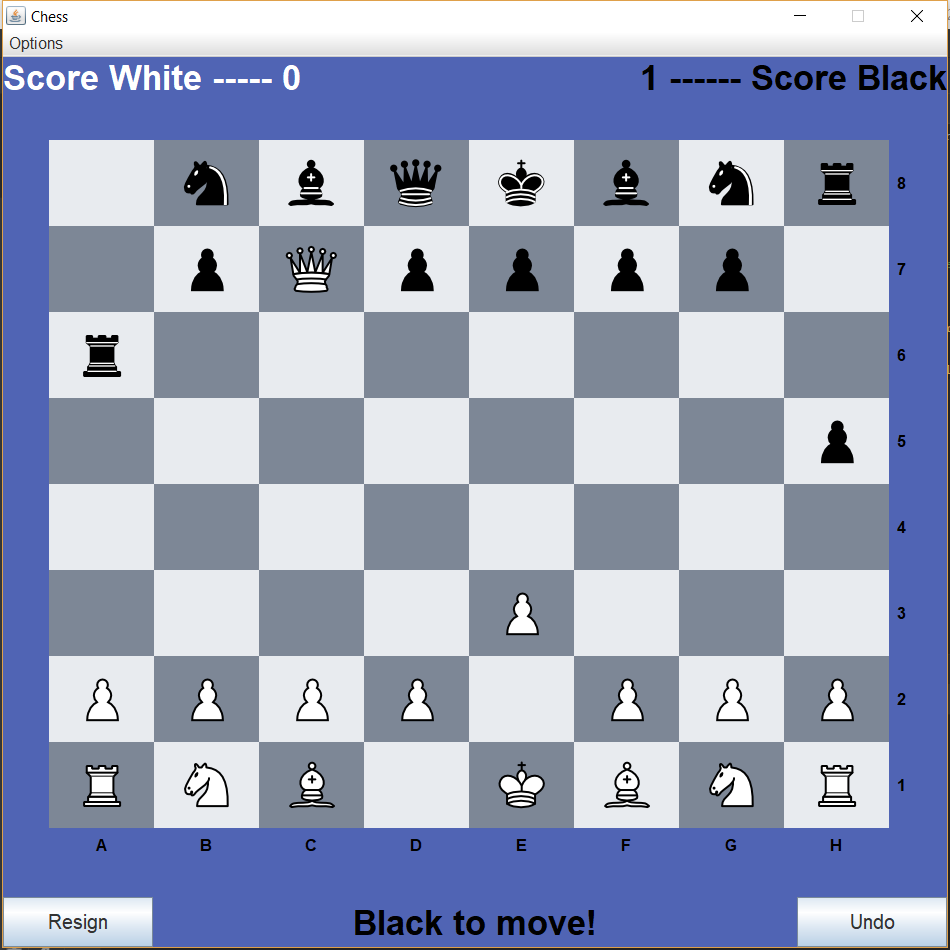 Chess
Options
Score White ----- 0
1 ------ Score Black
8
7
6
5
4
3
2
1
A B C D E F G H
Resign
Black to move!
Undo